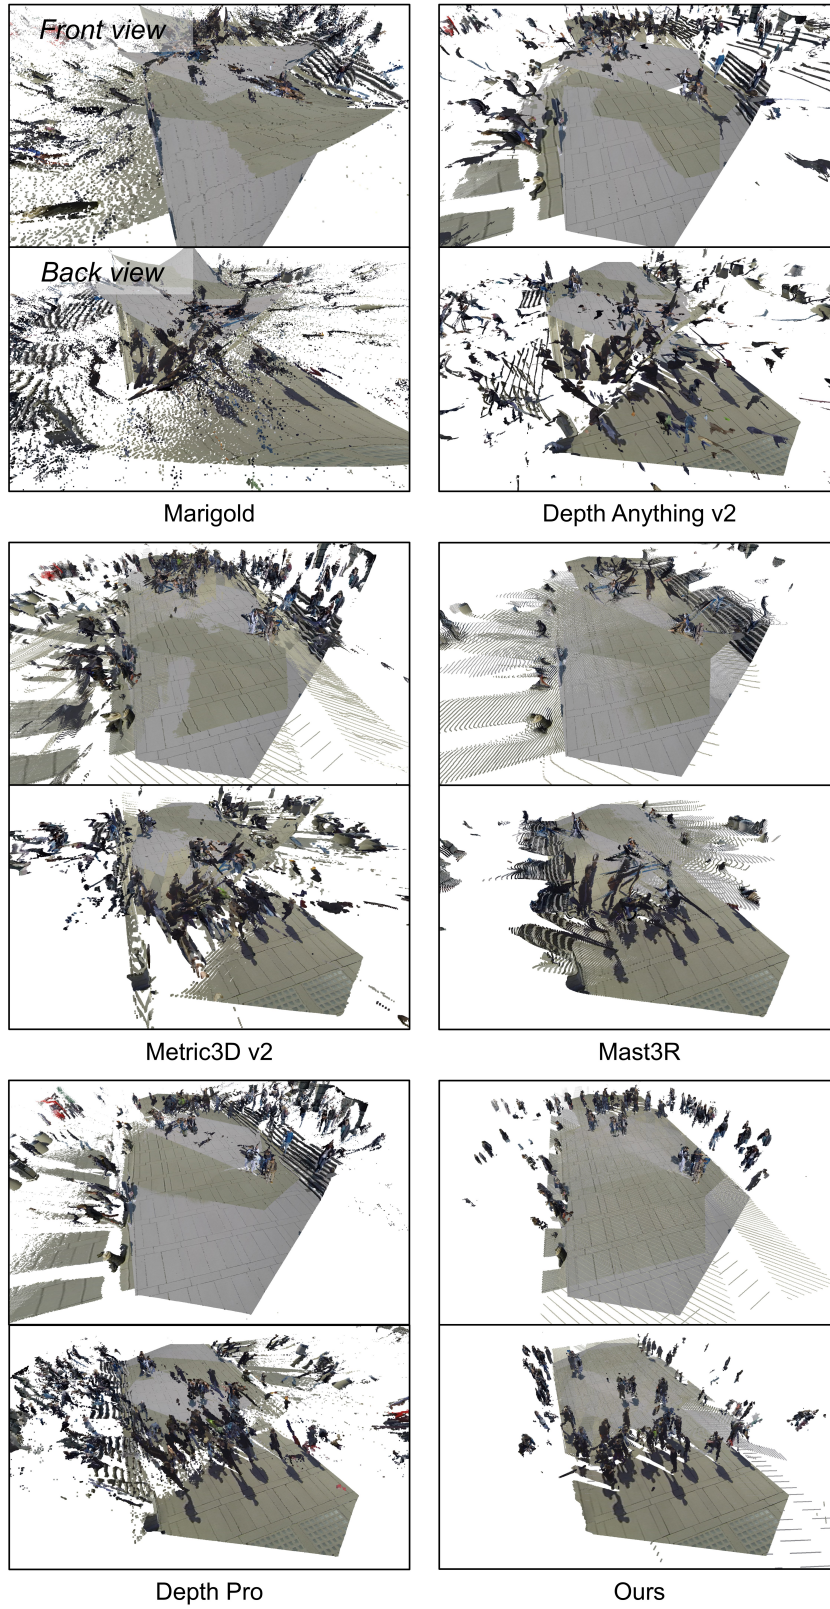 Front view
Back view
Marigold
Depth Anything v2
Metric3D v2
Mast3R
Depth Pro
Ours